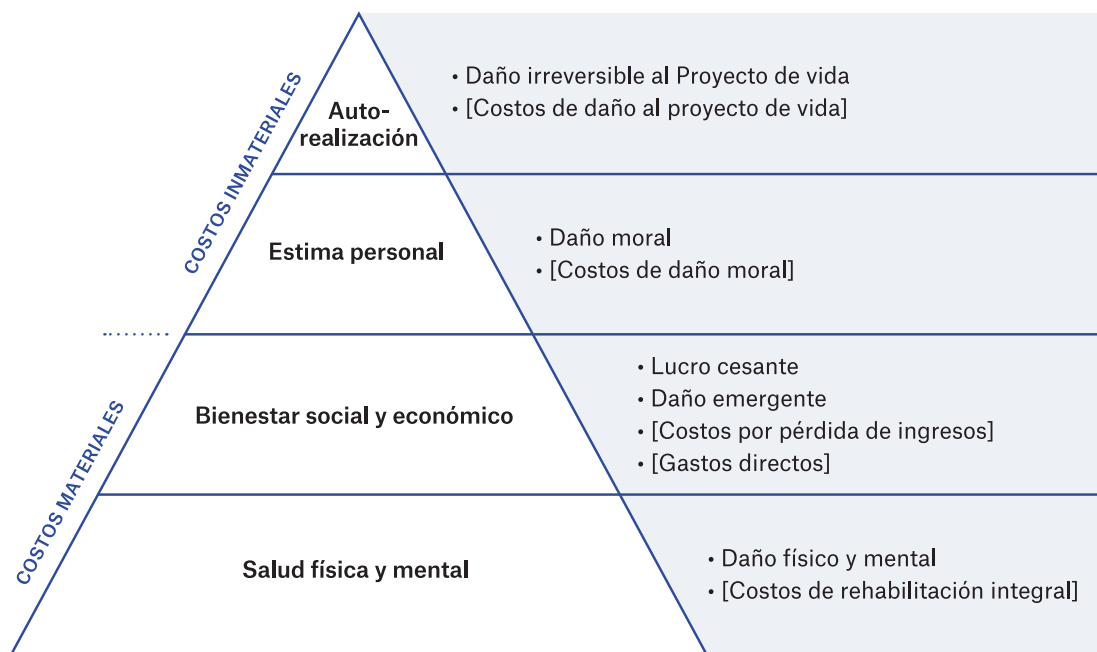 COSTOS INMATERIALES
Auto-
realización
• Daño irreversible al Proyecto de vida
• [Costos de daño al proyecto de vida]
Estima personal
• Daño moral
• [Costos de daño moral]
COSTOS MATERIALES
Bienestar social y económico
• Lucro cesante
• Daño emergente
• [Costos por pérdida de ingresos]
• [Gastos directos]
Salud física y mental
• Daño físico y mental
• [Costos de rehabilitación integral]